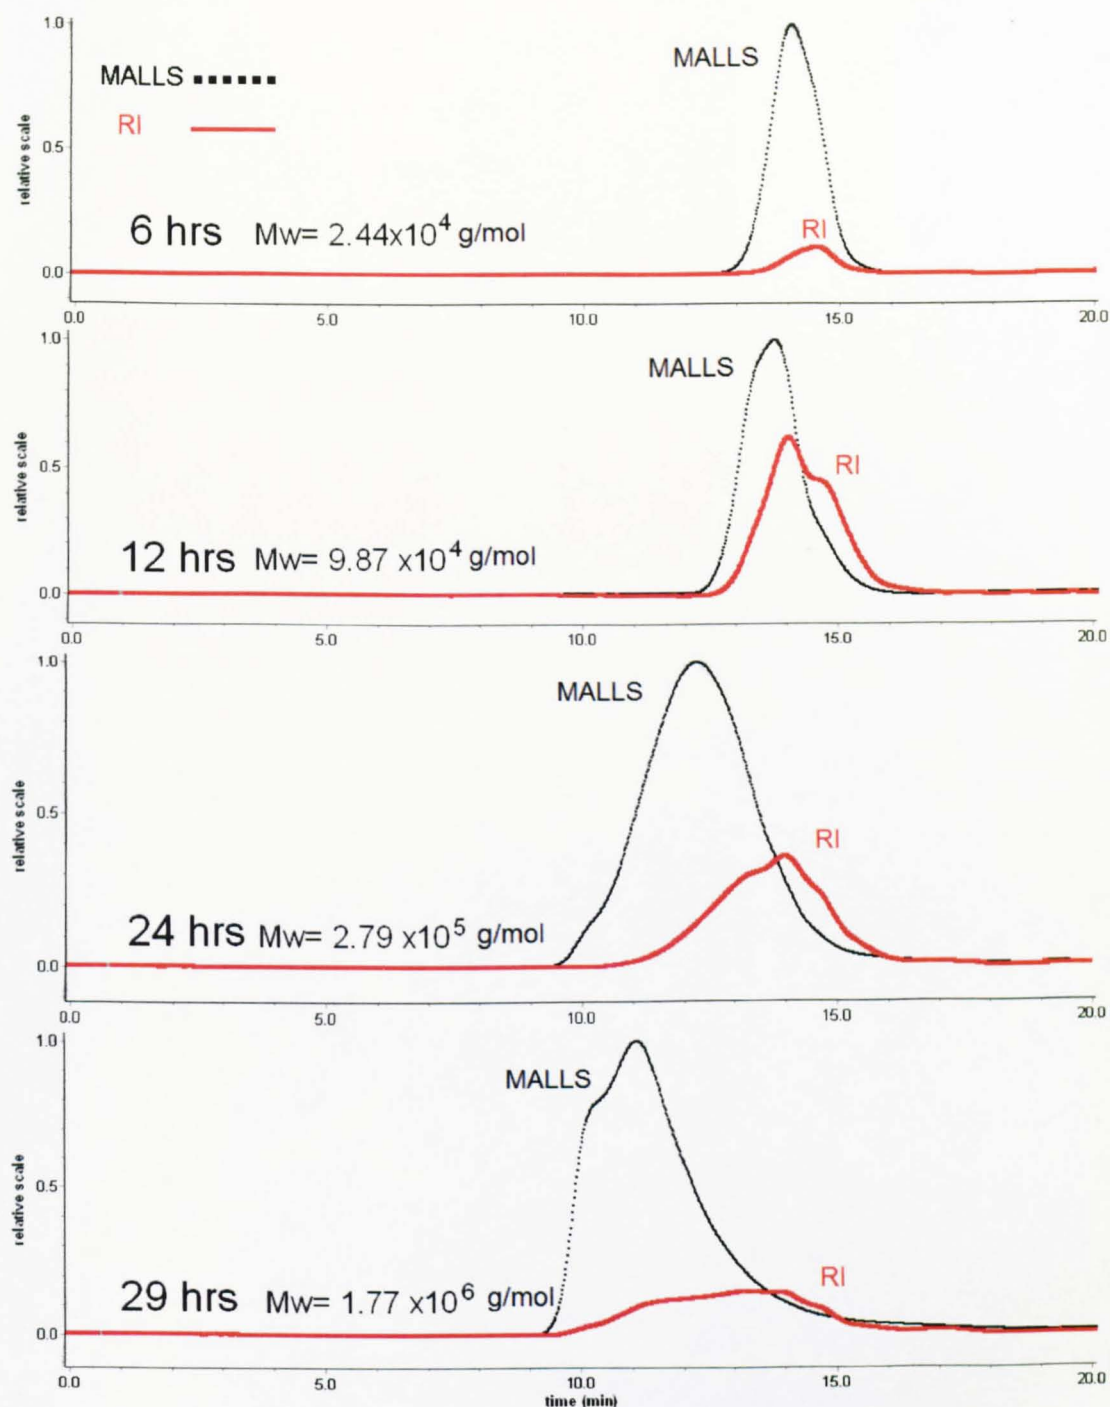 1.0
MALLS
MALLS
RI
relative scale
0.5
6 hrs Mw= 2.44x10⁴ g/mol
RI
0.0
0.0 5.0 10.0 15.0 20.0
1.0
MALLS
relative scale
0.5
RI
12 hrs Mw= 9.87 x10⁴ g/mol
0.0
0.0 5.0 10.0 15.0 20.0
1.0
MALLS
relative scale
0.5
RI
24 hrs Mw= 2.79 x10⁵ g/mol
0.0
0.0 5.0 10.0 15.0 20.0
1.0
MALLS
relative scale
0.5
RI
29 hrs Mw= 1.77 x10⁶ g/mol
0.0
0.0 5.0 10.0 15.0 20.0
time (min)